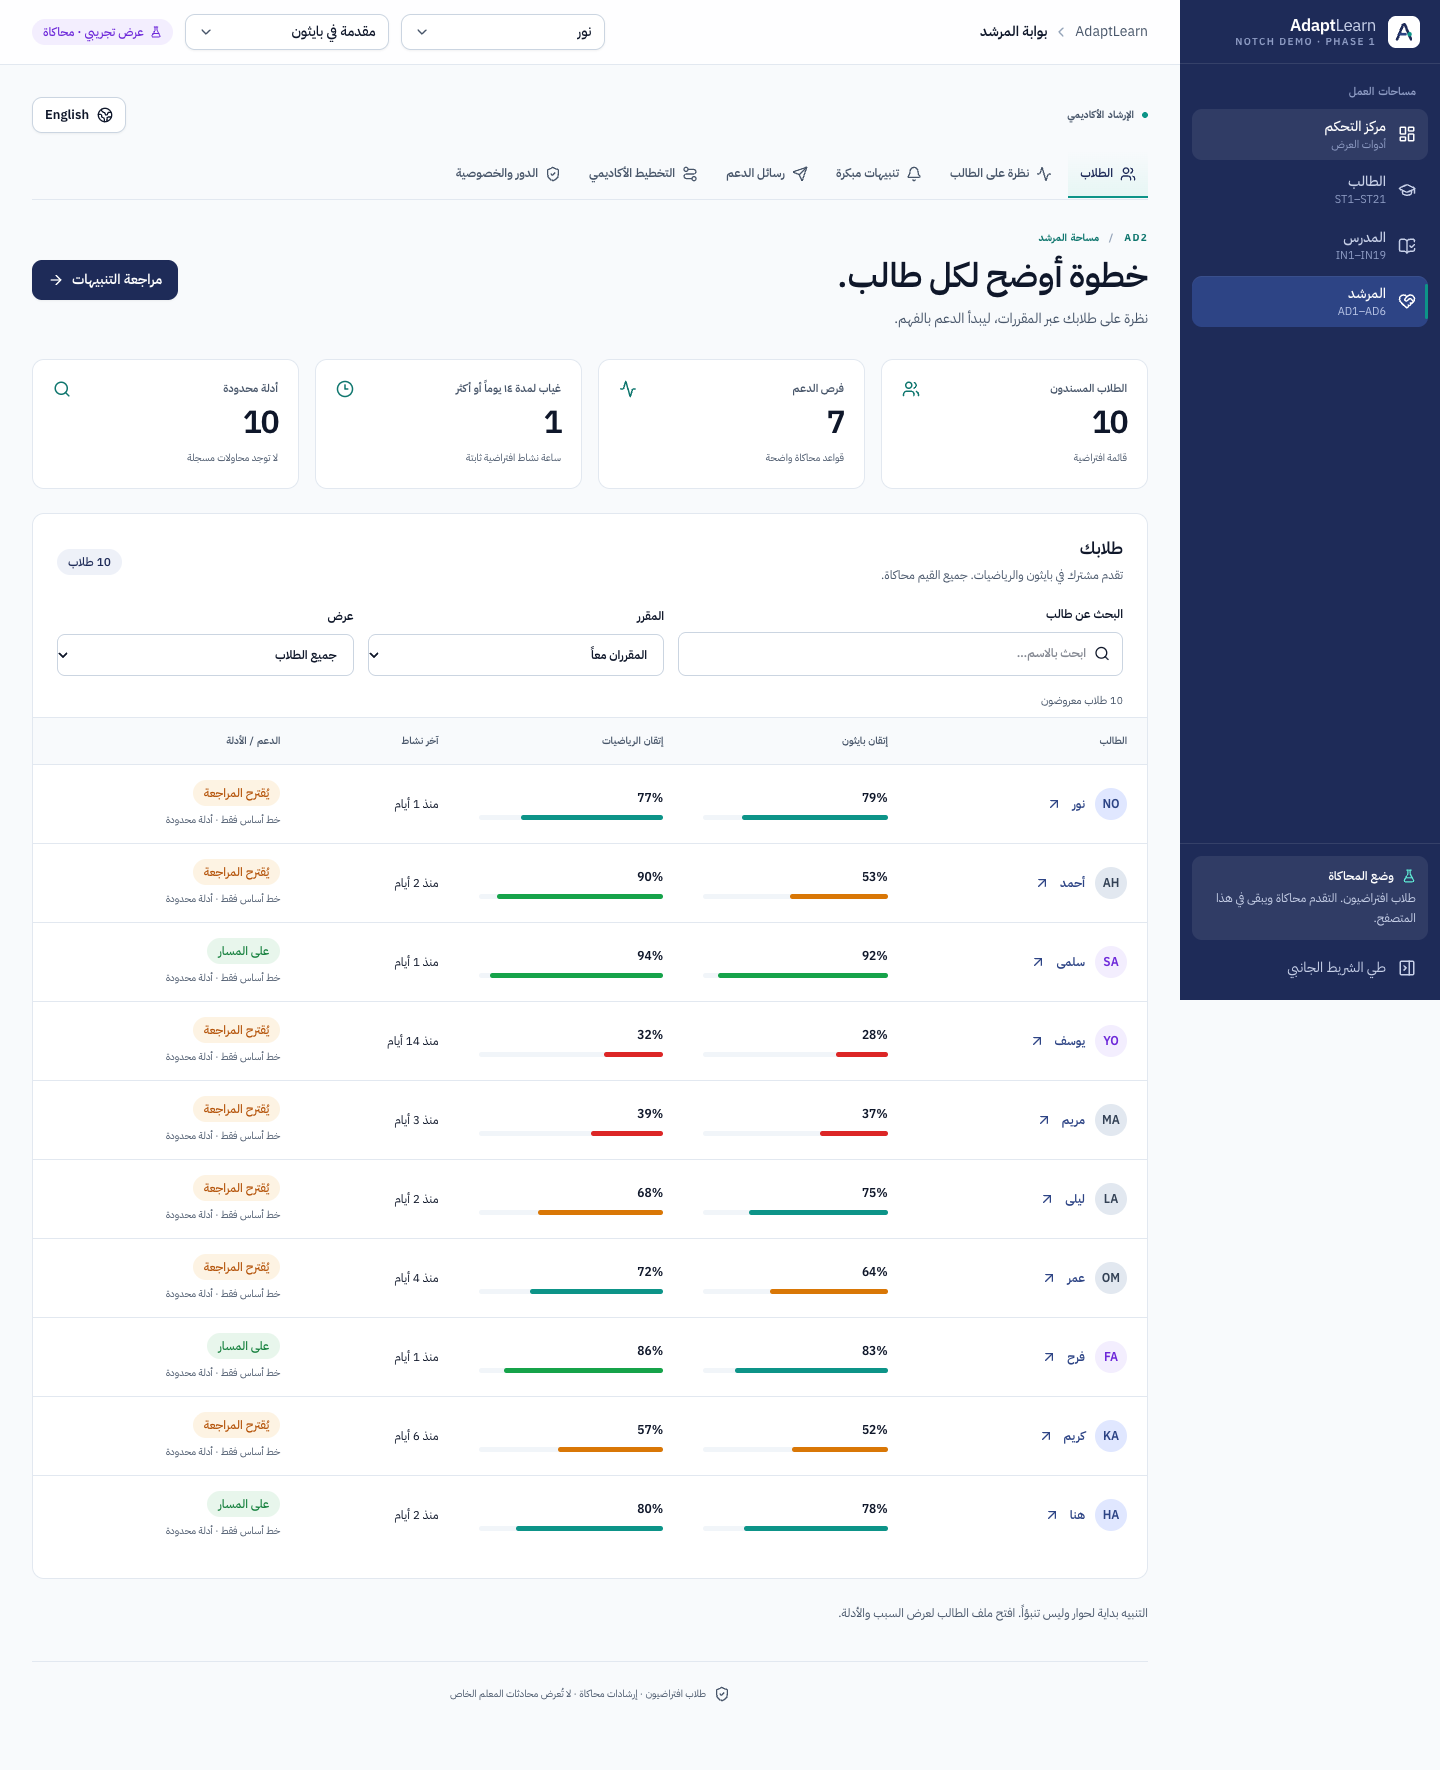 AdaptLearn
NOTCH DEMO · PHASE 1
مساحات العمل
مركز التحكم
أدوات العرض
الطالب
ST1–ST21
المدرس
IN1–IN19
المرشد
AD1–AD6
وضع المحاكاة
طلاب افتراضيون. التقدم محاكاة ويبقى في هذا
المتصفح.
طي الشريط الجانبي
AdaptLearn
بوابة المرشد
نور
مقدمة في بايثون
عرض تجريبي · محاكاة
الإرشاد الأكاديمي
English
الطلاب
نظرة على الطالب
تنبيهات مبكرة
رسائل الدعم
التخطيط الأكاديمي
الدور والخصوصية
AD2 / مساحة المرشد
خطوة أوضح لكل طالب.
نظرة على طلابك عبر المقررات، ليبدأ الدعم بالفهم.
مراجعة التنبيهات
الطلاب المسندون
10
قائمة افتراضية
فرص الدعم
7
قواعد محاكاة واضحة
غياب لمدة ١٤ يوماً أو أكثر
1
ساعة نشاط افتراضية ثابتة
أدلة محدودة
10
لا توجد محاولات مسجلة
طلابك
تقدم مشترك في بايثون والرياضيات. جميع القيم محاكاة.
10 طلاب
البحث عن طالب
ابحث بالاسم...
المقرر
المقرران معاً
عرض
جميع الطلاب
10 طلاب معروضون
الطالب إتقان بايثون إتقان الرياضيات آخر نشاط الدعم / الأدلة
NO نور 79% 77% منذ 1 أيام يُقترح المراجعة
خط أساس فقط · أدلة محدودة
AH أحمد 53% 90% منذ 2 أيام يُقترح المراجعة
خط أساس فقط · أدلة محدودة
SA سلمى 92% 94% منذ 1 أيام على المسار
خط أساس فقط · أدلة محدودة
YO يوسف 28% 32% منذ 14 أيام يُقترح المراجعة
خط أساس فقط · أدلة محدودة
MA مريم 37% 39% منذ 3 أيام يُقترح المراجعة
خط أساس فقط · أدلة محدودة
LA ليلى 75% 68% منذ 2 أيام يُقترح المراجعة
خط أساس فقط · أدلة محدودة
OM عمر 64% 72% منذ 4 أيام يُقترح المراجعة
خط أساس فقط · أدلة محدودة
FA فرح 83% 86% منذ 1 أيام على المسار
خط أساس فقط · أدلة محدودة
KA كريم 52% 57% منذ 6 أيام يُقترح المراجعة
خط أساس فقط · أدلة محدودة
HA هنا 78% 80% منذ 2 أيام على المسار
خط أساس فقط · أدلة محدودة
التنبيه بداية لحوار وليس تنبؤاً. افتح ملف الطالب لعرض السبب والأدلة.
طلاب افتراضيون · إرشادات محاكاة · لا تُعرض محادثات المعلم الخاص